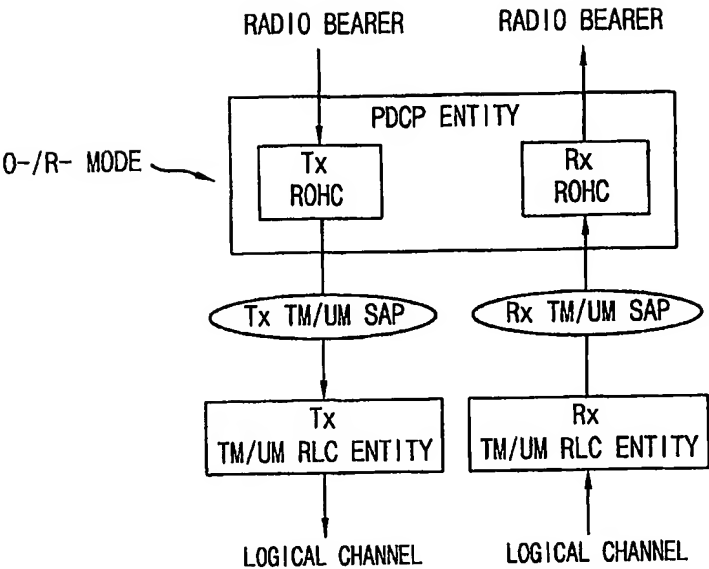 RADIO BEARER
RADIO BEARER
PDCP ENTITY
O-/R- MODE
Tx
ROHC
Rx
ROHC
Tx TM/UM SAP
Rx TM/UM SAP
Tx
TM/UM RLC ENTITY
Rx
TM/UM RLC ENTITY
LOGICAL CHANNEL
LOGICAL CHANNEL